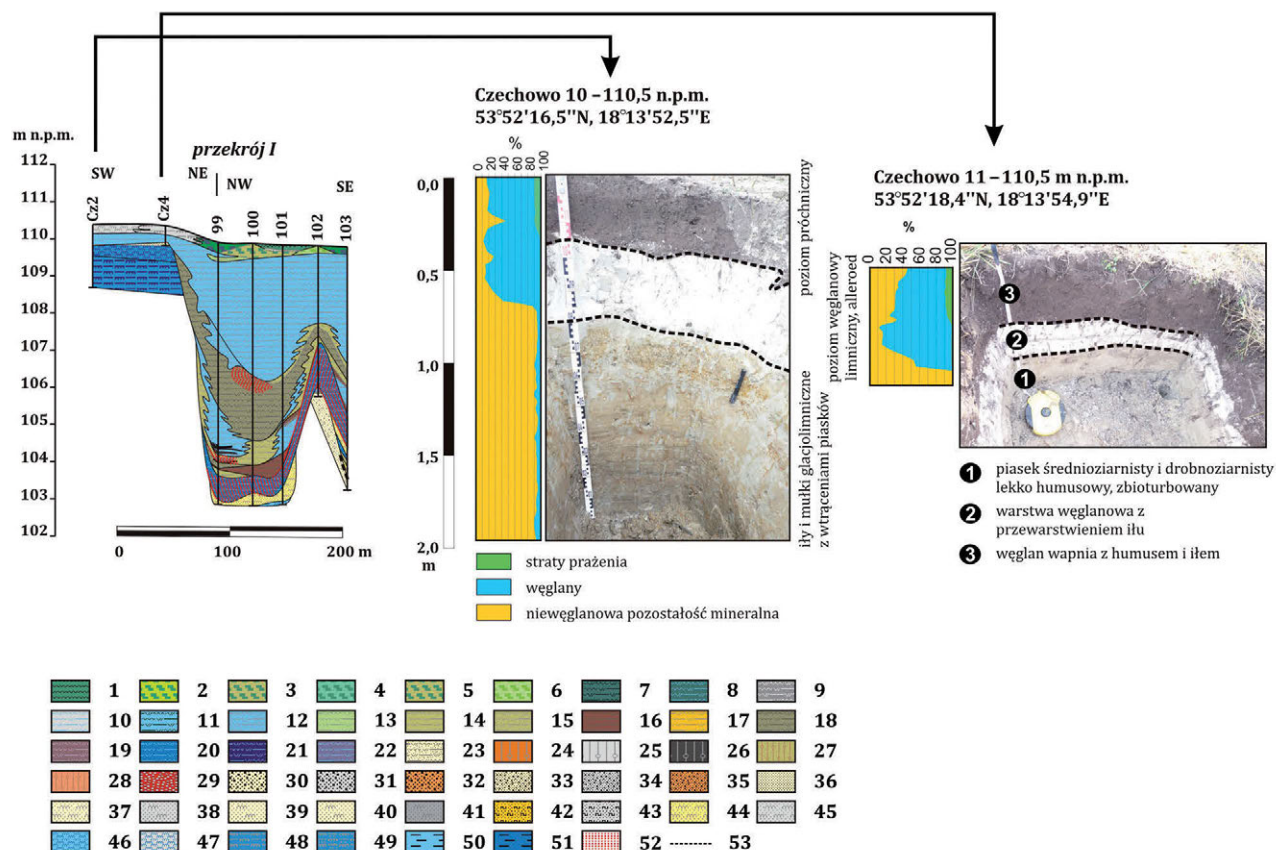 Czechowo 10 – 110,5 n.p.m.
53°52'16,5''N, 18°13'52,5''E
m n.p.m.
przekrój I
%
112
SW
NE
NW
SE
0
20
40
60
80
100
Cz2
Cz4
99
100
101
102
103
111
110
109
108
107
106
105
104
103
102
0
100
200 m
0,0
0,5
1,0
1,5
2,0
m
poziom próchniczny
poziom węglanowy
limniczny, alleroed
iły i mułki glacjolimniczne
z wtrąceniami piasków
straty prażenia
węglany
niewęglanowa pozostałość mineralna
Czechowo 11 – 110,5 m n.p.m.
53°52'18,4''N, 18°13'54,9''E
%
0
20
40
60
80
100
3
2
1
1 piasek średnioziarnisty i drobnoziarnisty
lekko humusowy, zbioturbowany
2 warstwa węglanowa z
przewarstwieniem iłu
3 węglan wapnia z humusem i iłem
1 2 3 4 5 6 7 8 9
10 11 12 13 14 15 16 17 18
19 20 21 22 23 24 25 26 27
28 29 30 31 32 33 34 35 36
37 38 39 40 41 42 43 44 45
46 47 48 49 50 51 52 53